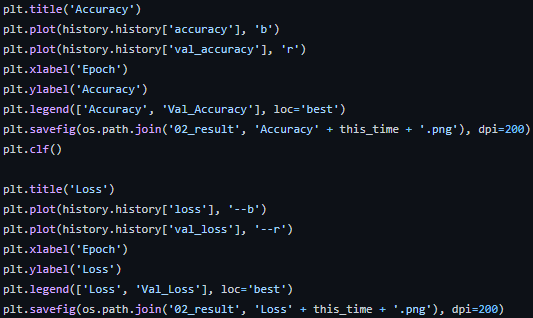 plt.title('Accuracy')
plt.plot(history.history['accuracy'], 'b')
plt.plot(history.history['val_accuracy'], 'r')
plt.xlabel('Epoch')
plt.ylabel('Accuracy')
plt.legend(['Accuracy', 'Val_Accuracy'], loc='best')
plt.savefig(os.path.join('02_result', 'Accuracy' + this_time + '.png'), dpi=200)
plt.clf()

plt.title('Loss')
plt.plot(history.history['loss'], '--b')
plt.plot(history.history['val_loss'], '--r')
plt.xlabel('Epoch')
plt.ylabel('Loss')
plt.legend(['Loss', 'Val_Loss'], loc='best')
plt.savefig(os.path.join('02_result', 'Loss' + this_time + '.png'), dpi=200)